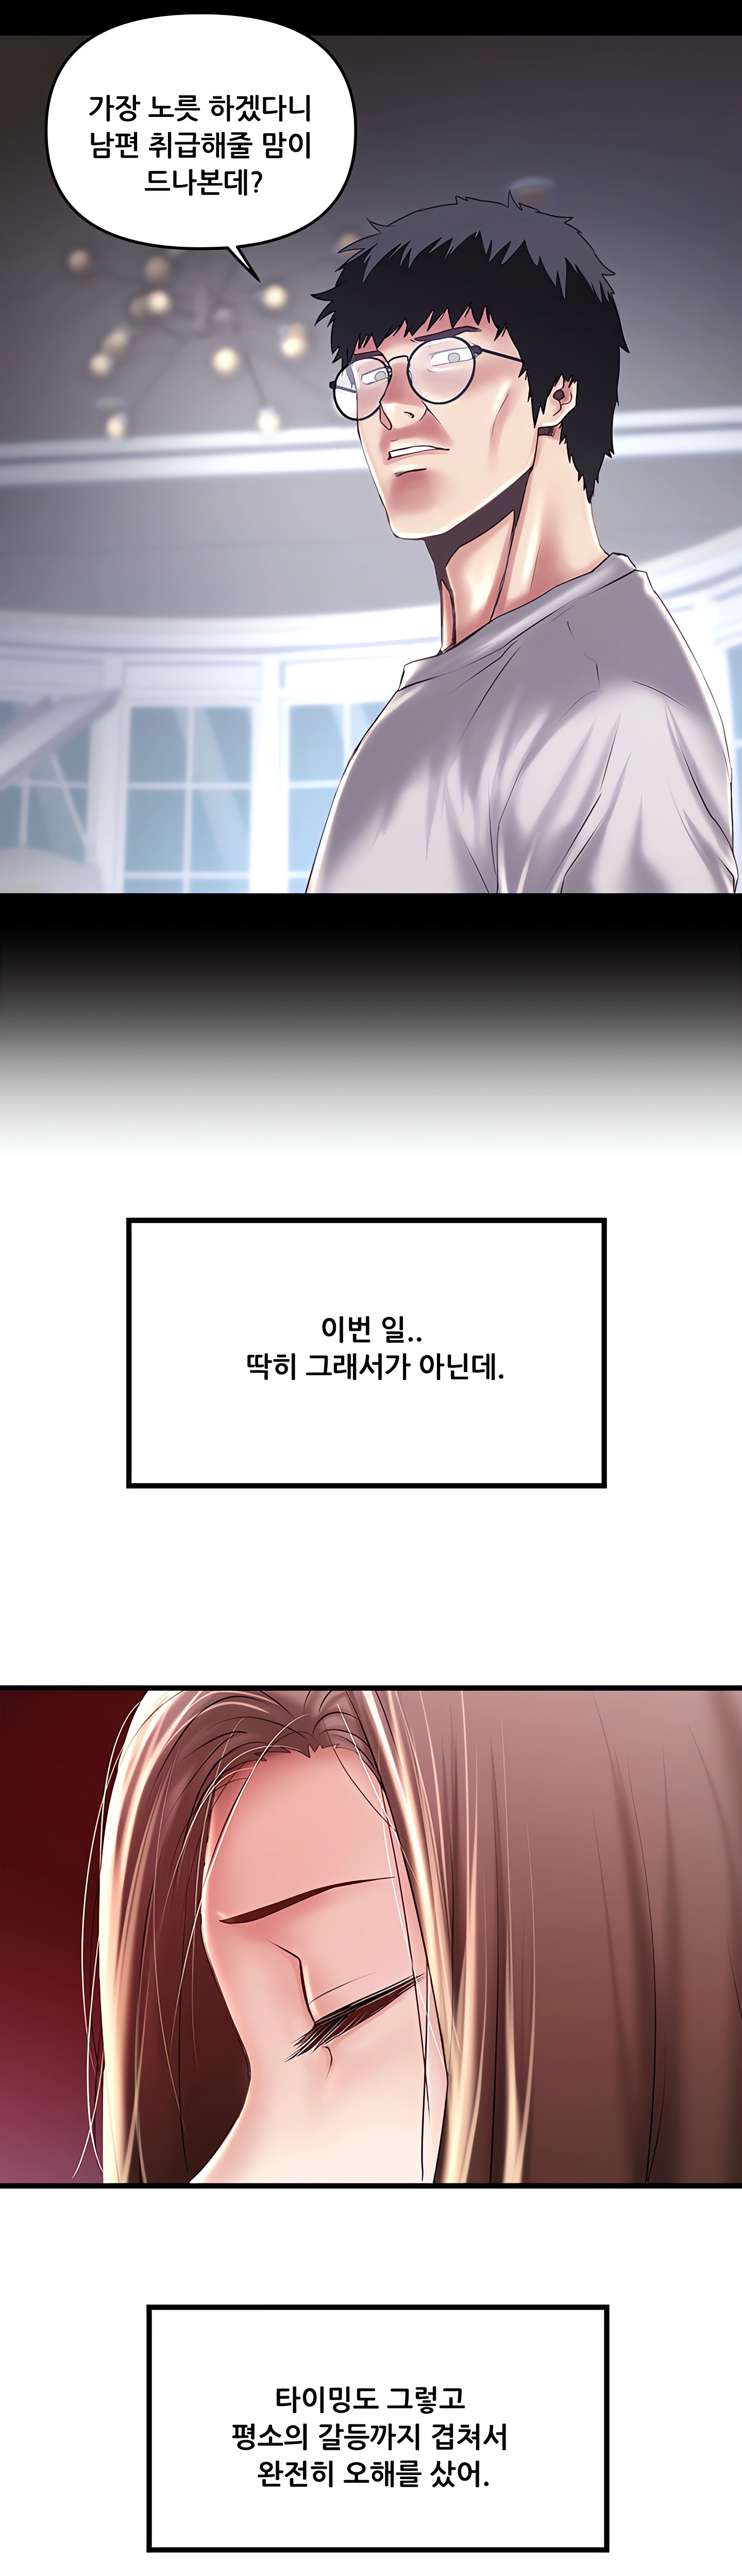 가장 노릇 하겠다니
남편 취급해줄 맘이
드나본데?
이번 일..
딱히 그래서가 아닌데.
타이밍도 그렇고
평소의 갈등까지 겹쳐서
완전히 오해를 샀어.